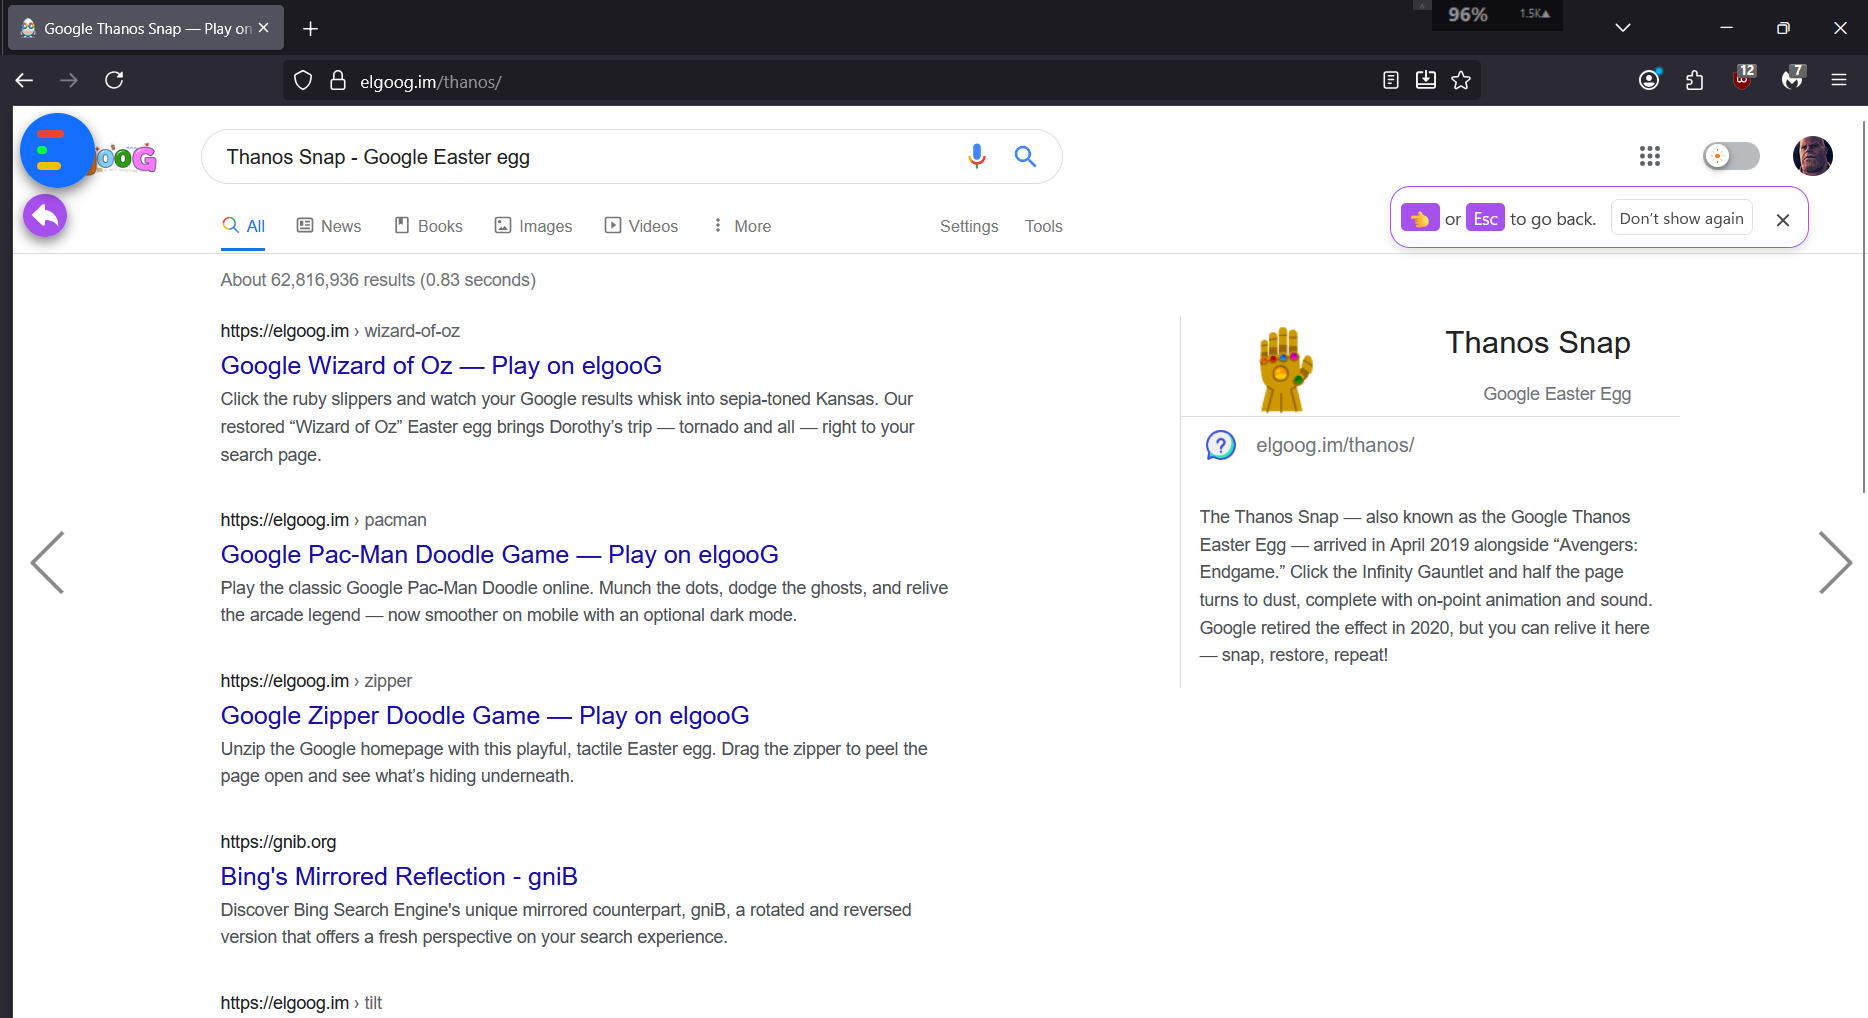 Google Thanos Snap — Play on
96%
1.5K▲
elgoog.im/thanos/
12
7
ooG
Thanos Snap - Google Easter egg
All
News
Books
Images
Videos
More
Settings
Tools
or Esc to go back.
Don't show again
About 62,816,936 results (0.83 seconds)
https://elgoog.im › wizard-of-oz
Google Wizard of Oz — Play on elgooG
Click the ruby slippers and watch your Google results whisk into sepia-toned Kansas. Our
restored “Wizard of Oz” Easter egg brings Dorothy’s trip — tornado and all — right to your
search page.
https://elgoog.im › pacman
Google Pac-Man Doodle Game — Play on elgooG
Play the classic Google Pac-Man Doodle online. Munch the dots, dodge the ghosts, and relive
the arcade legend — now smoother on mobile with an optional dark mode.
https://elgoog.im › zipper
Google Zipper Doodle Game — Play on elgooG
Unzip the Google homepage with this playful, tactile Easter egg. Drag the zipper to peel the
page open and see what’s hiding underneath.
https://gnib.org
Bing's Mirrored Reflection - gniB
Discover Bing Search Engine's unique mirrored counterpart, gniB, a rotated and reversed
version that offers a fresh perspective on your search experience.
https://elgoog.im › tilt
Thanos Snap
Google Easter Egg
elgoog.im/thanos/
The Thanos Snap — also known as the Google Thanos
Easter Egg — arrived in April 2019 alongside “Avengers:
Endgame.” Click the Infinity Gauntlet and half the page
turns to dust, complete with on-point animation and sound.
Google retired the effect in 2020, but you can relive it here
— snap, restore, repeat!